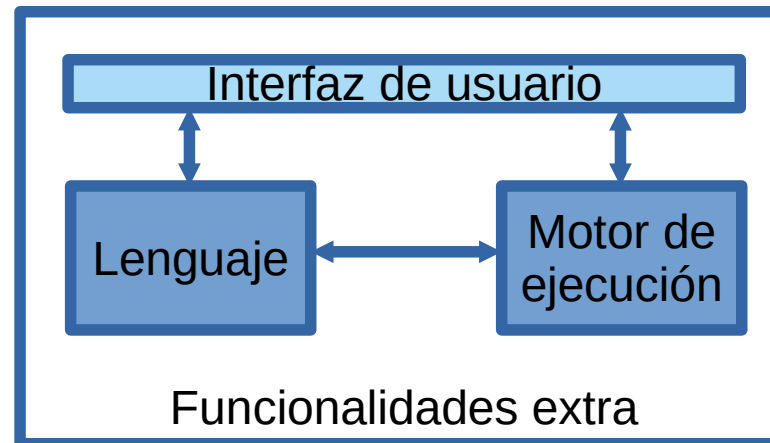 Interfaz de usuario
Lenguaje
Motor de
ejecución
Funcionalidades extra